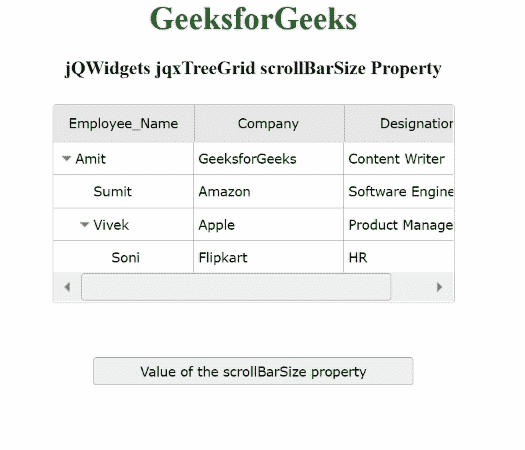 GeeksforGeeks
jQWidgets jqxTreeGrid scrollBarSize Property
Employee_Name Company Designation
Amit GeeksforGeeks Content Writer
Sumit Amazon Software Engine
Vivek Apple Product Manage
Soni Flipkart HR
Value of the scrollBarSize property